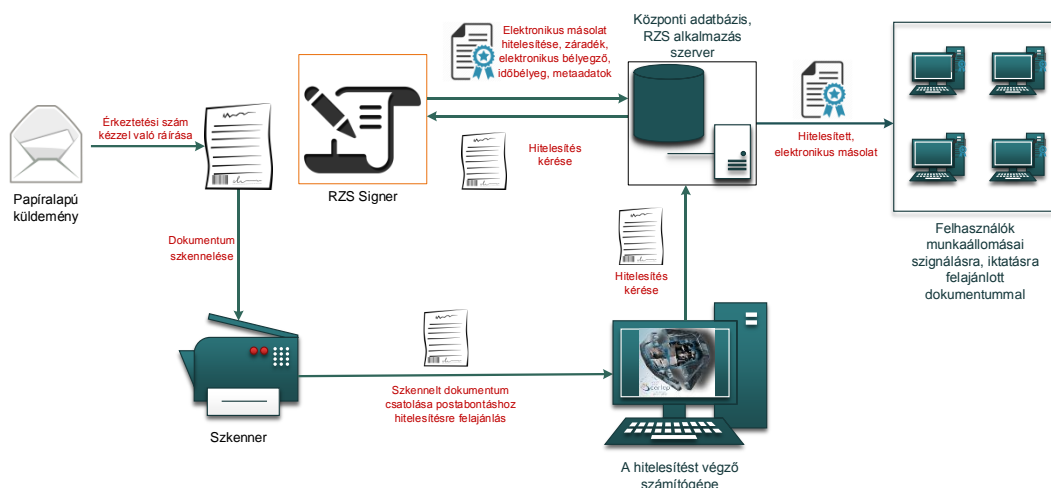 Papíralapú
küldemény
Érkeztetési szám
kézzel való ráírása
RZS Signer
Elektronikus másolat
hitelesítése, záradék,
elektronikus bélyegző,
időbélyeg, metaadatok
Hitelesítés
kérése
Központi adatbázis,
RZS alkalmazás
szerver
Hitelesített,
elektronikus másolat
Felhasználók
munkaállomásai
szignálásra, iktatásra
felajánlott
dokumentummal
Dokumentum
szkennelése
Szkenner
Szkennelt dokumentum
csatolása postabontáshoz
hitelesítésre felajánlás
Hitelesítés
kérése
A hitelesítést végző
számítógépe